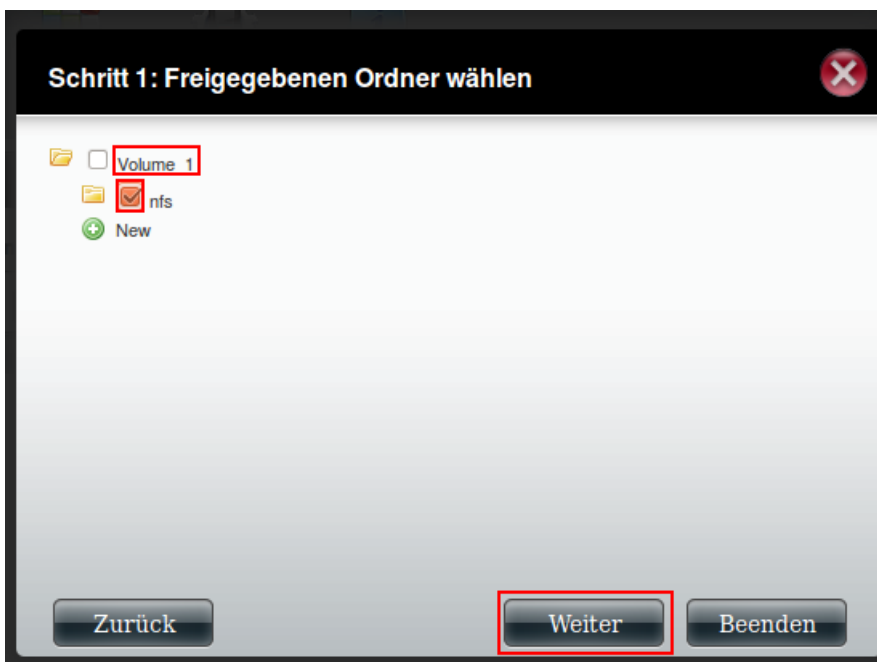 Schritt 1: Freigegebenen Ordner wählen
Volume_1
nfs
New
Zurück Weiter Beenden